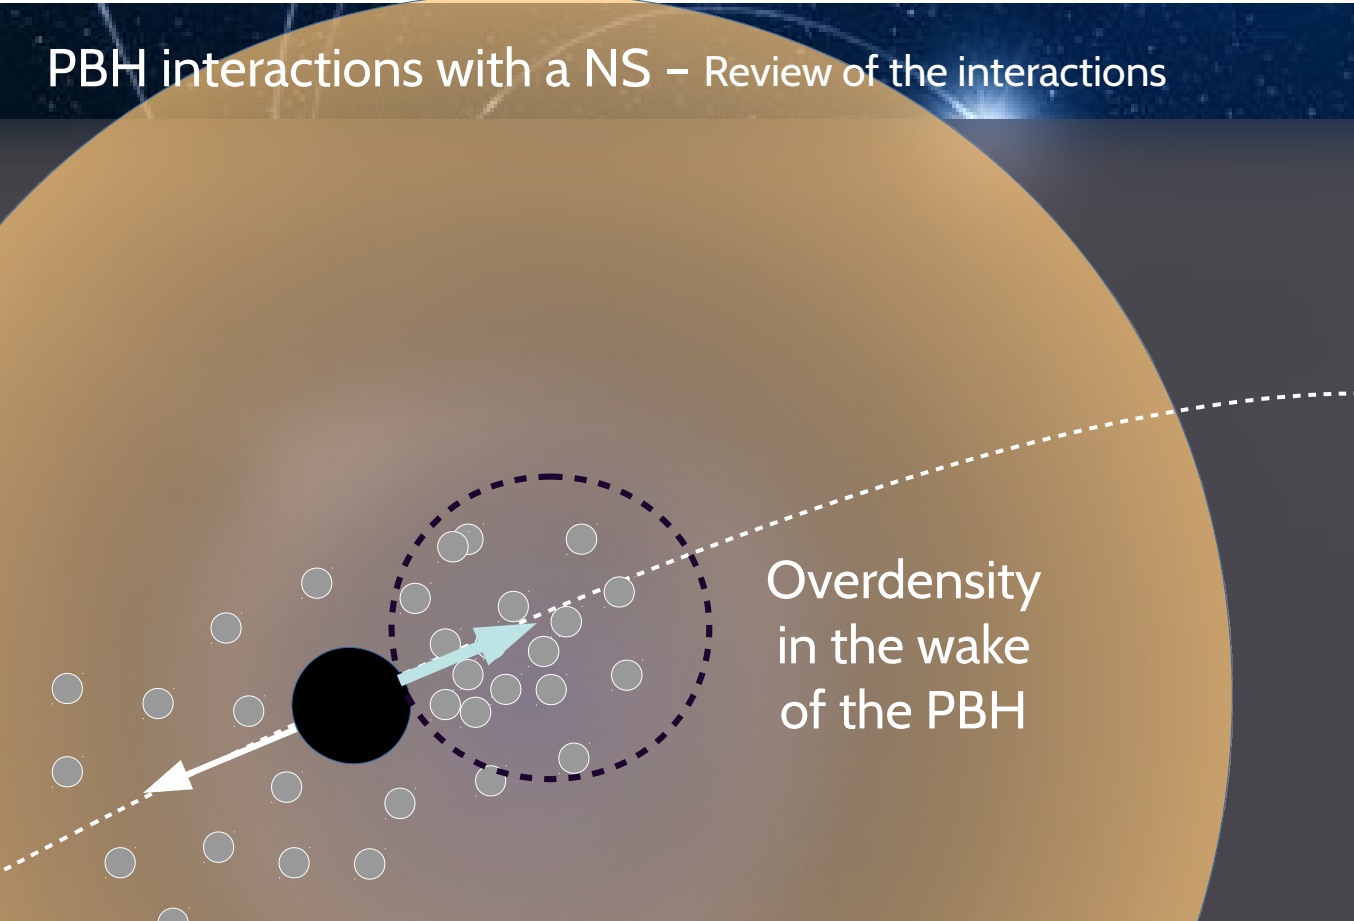 PBH interactions with a NS – Review of the interactions
Overdensity
in the wake
of the PBH